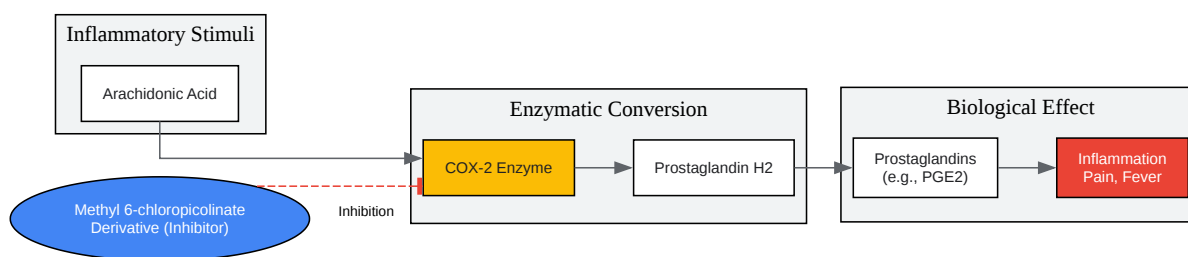 Inflammatory Stimuli
Arachidonic Acid
Enzymatic Conversion
COX-2 Enzyme
Prostaglandin H2
Biological Effect
Prostaglandins
(e.g., PGE2)
Inflammation
Pain, Fever
Methyl 6-chloropicolinate
Derivative (Inhibitor)
Inhibition